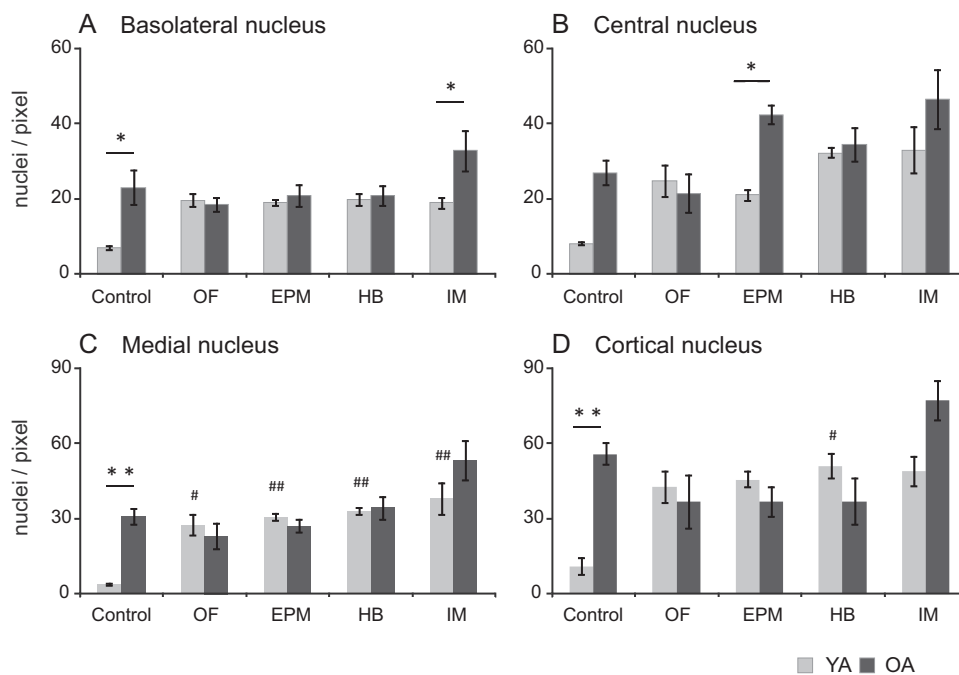 A Basolateral nucleus
60
40
20
0
nuclei / pixel
*
*
Control OF EPM HB IM
B Central nucleus
60
40
20
0
*
Control OF EPM HB IM
C Medial nucleus
90
60
30
0
nuclei / pixel
* *
# ## ## ##
Control OF EPM HB IM
D Cortical nucleus
90
60
30
0
* *
#
Control OF EPM HB IM
YA OA